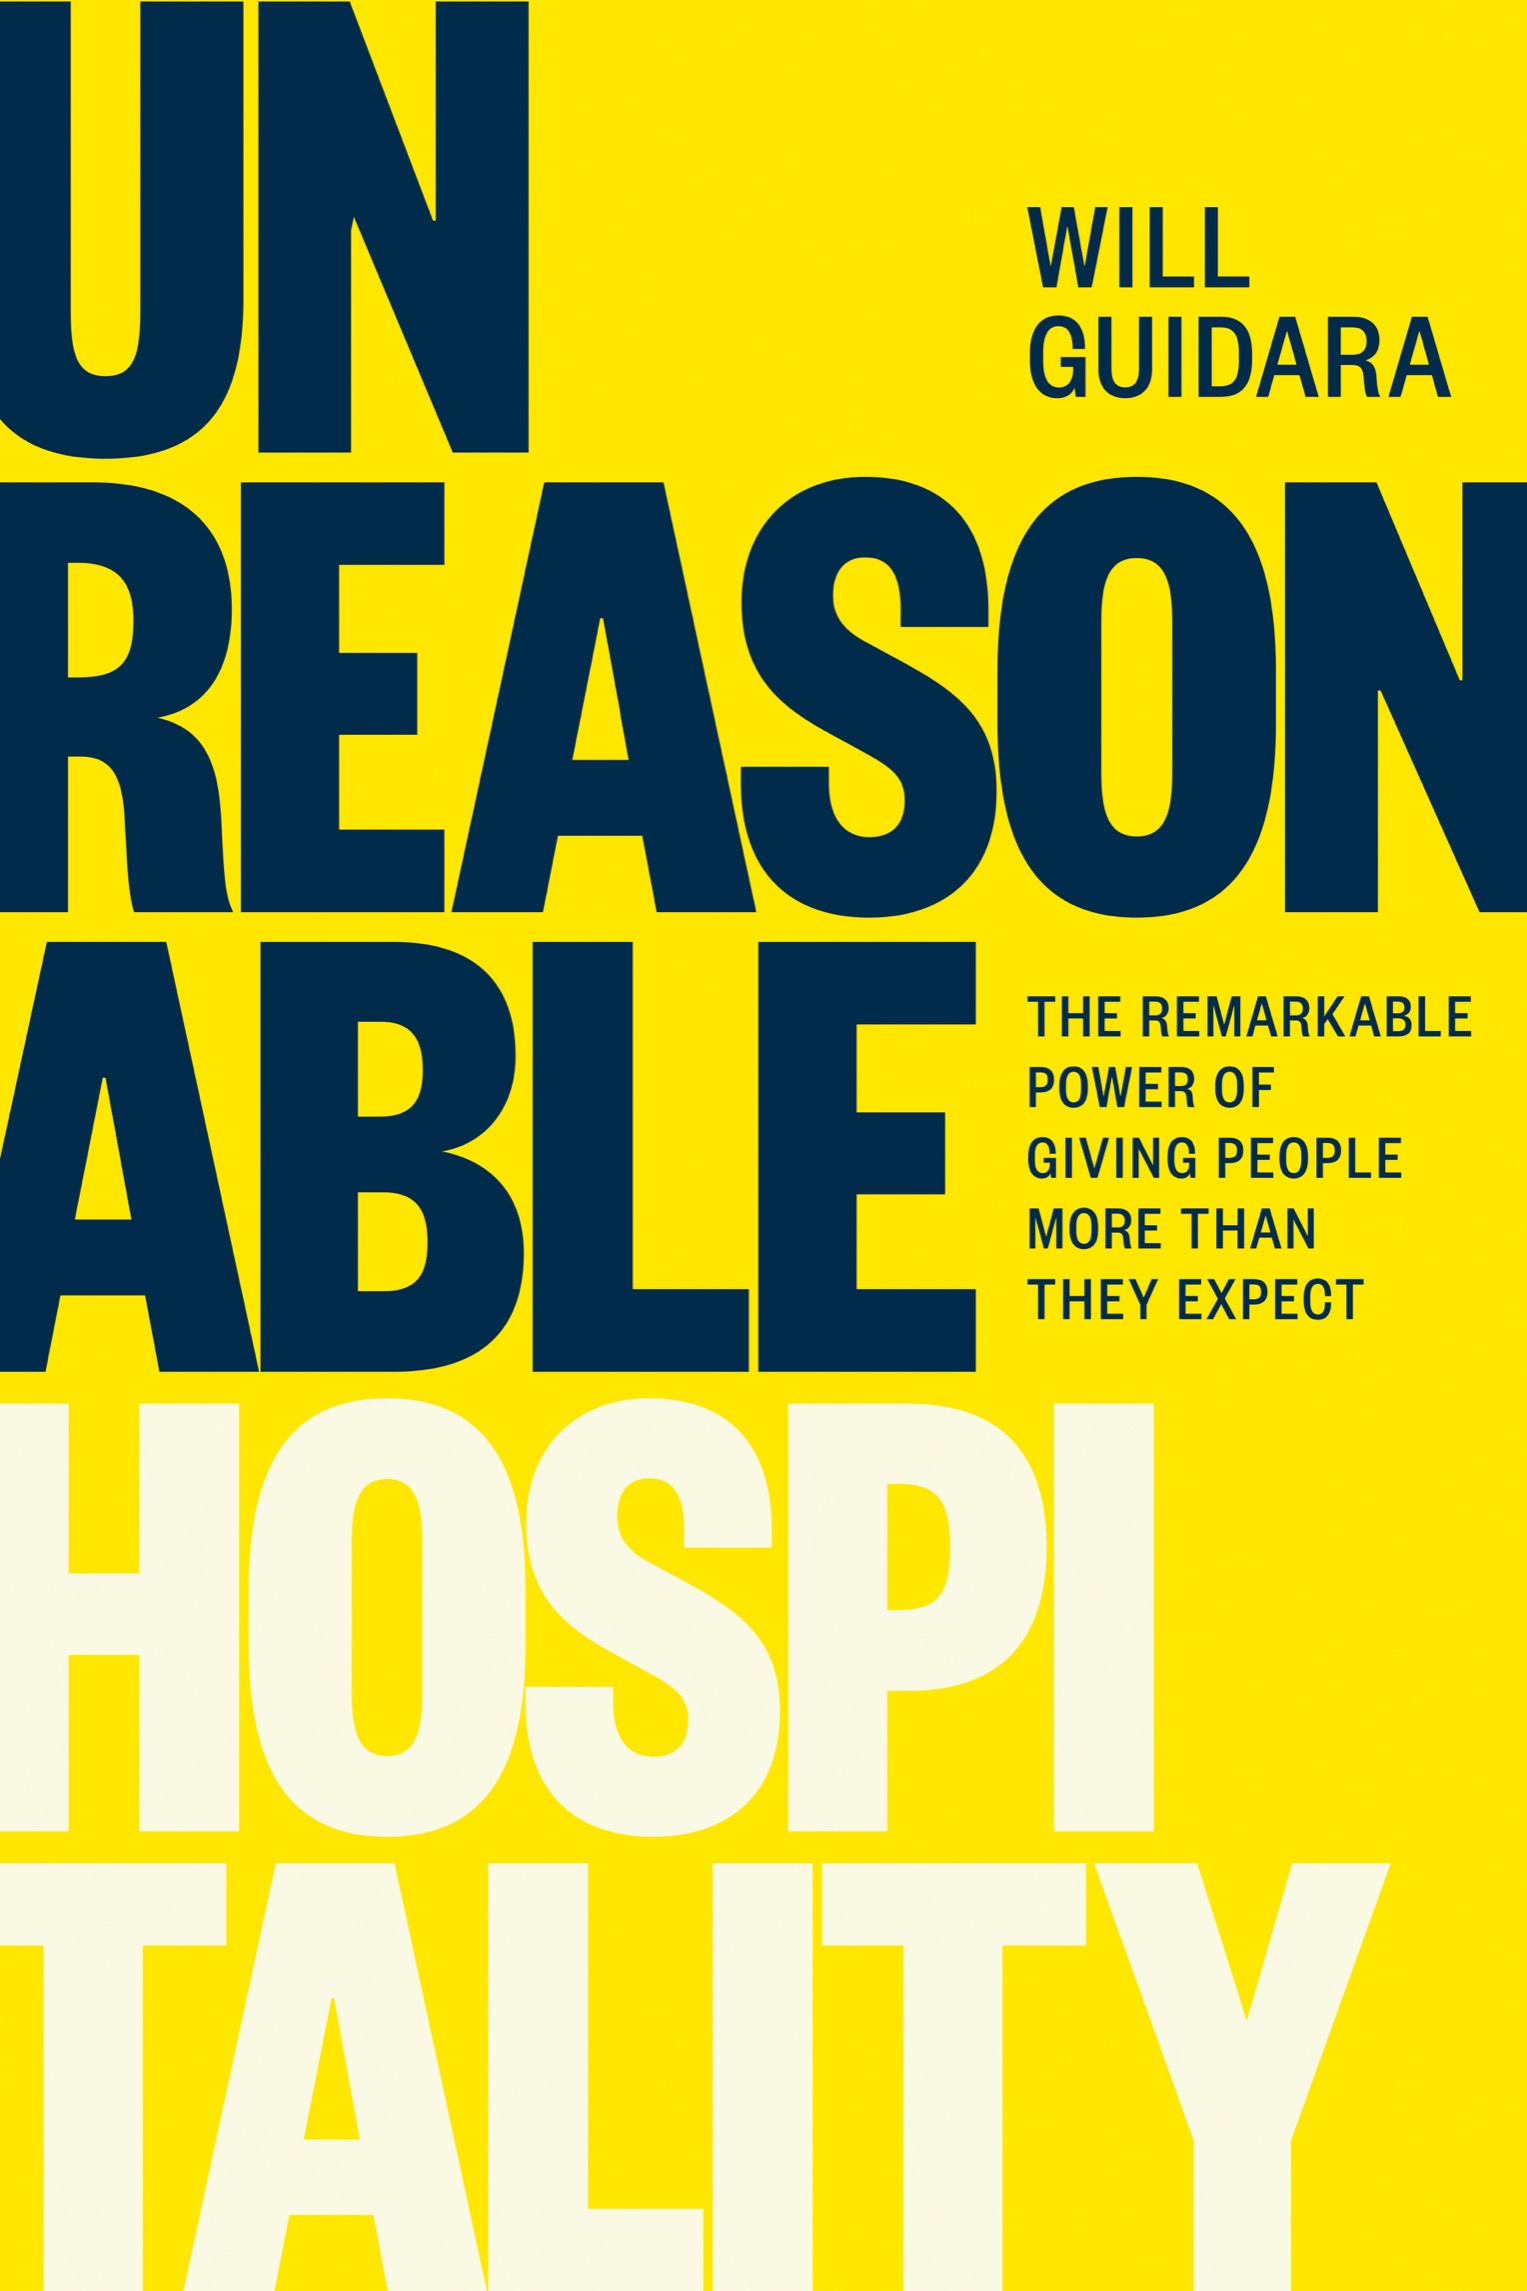 UN
WILL
GUIDARA
REASON
ABLE
THE REMARKABLE
POWER OF
GIVING PEOPLE
MORE THAN
THEY EXPECT
HOSPI
TALITY